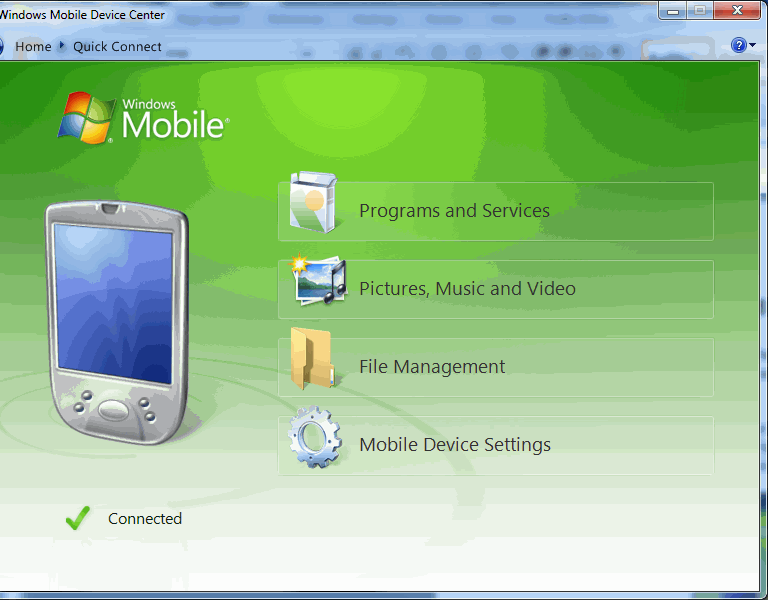 Windows Mobile Device Center
Home Quick Connect
?
Windows
Mobile®
Programs and Services
Pictures, Music and Video
File Management
Mobile Device Settings
Connected